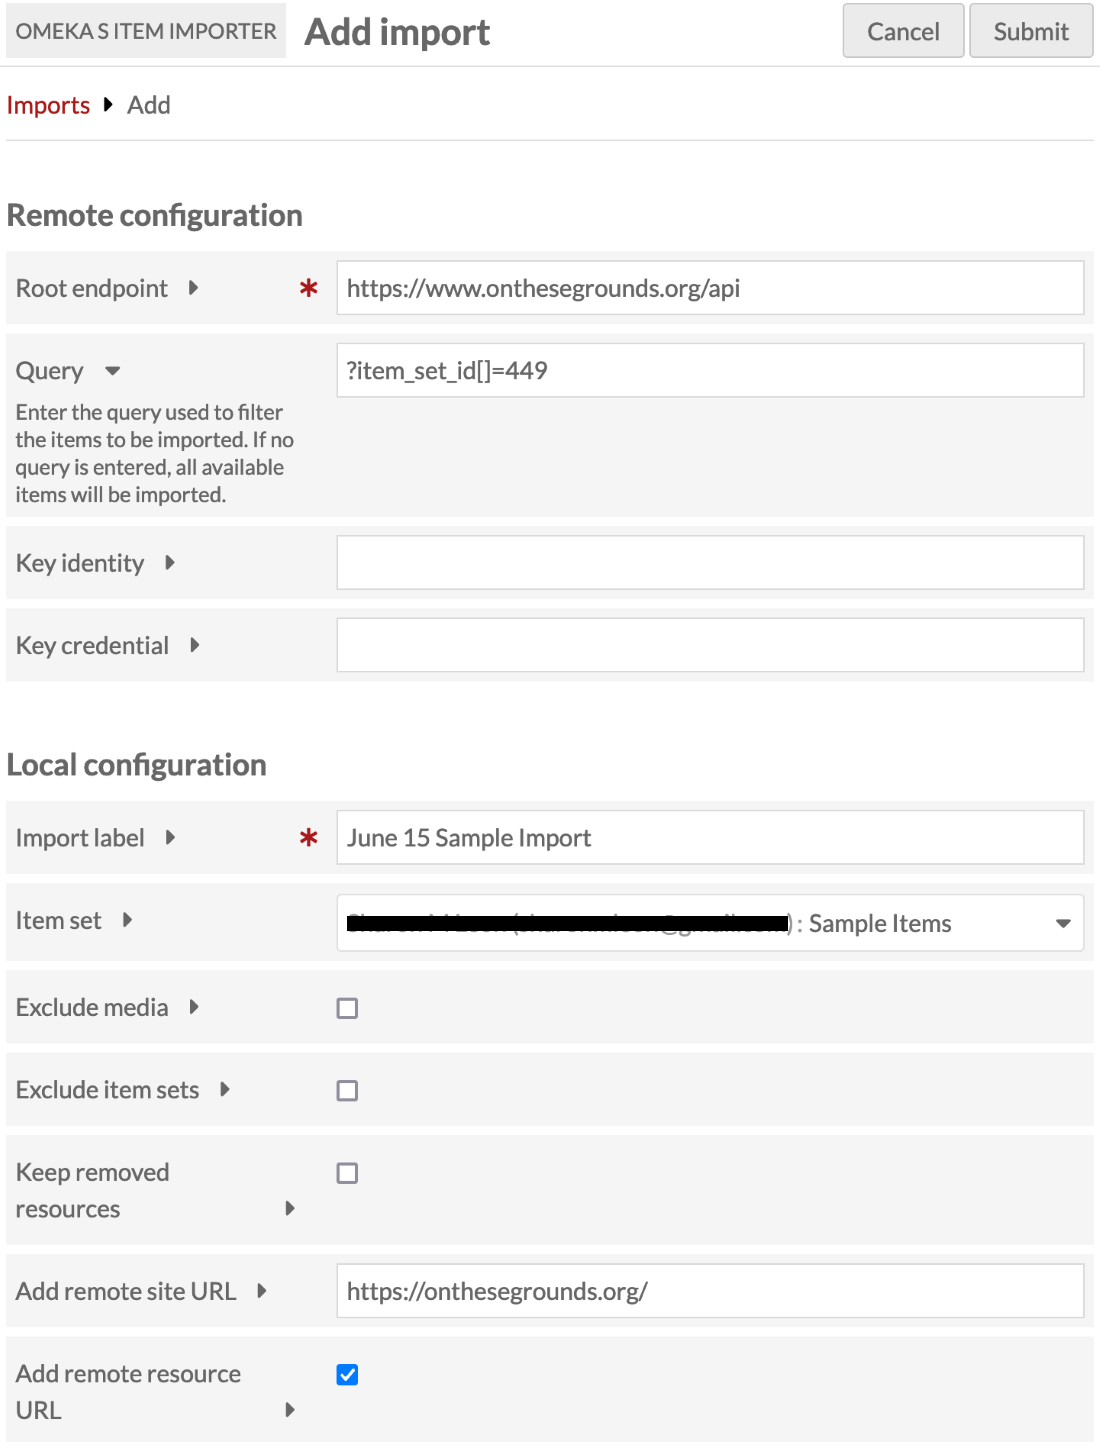 OMEKA S ITEM IMPORTER Add import Cancel Submit
Imports Add
Remote configuration
Root endpoint * https://www.onthesegrounds.org/api
Query ?item_set_id[]=449
Enter the query used to filter
the items to be imported. If no
query is entered, all available
items will be imported.
Key identity
Key credential
Local configuration
Import label * June 15 Sample Import
Item set ) : Sample Items
Exclude media
Exclude item sets
Keep removed
resources
Add remote site URL https://onthesegrounds.org/
Add remote resource
URL